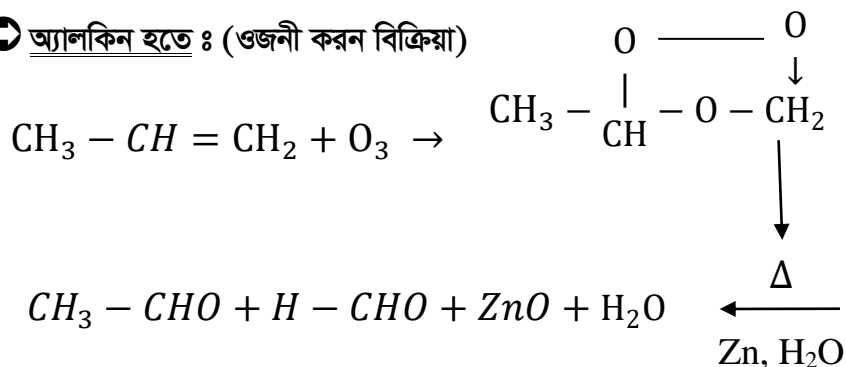 ➲ অ্যালকিন হতে ঃ (ওজনী করন বিক্রিয়া)
O —— O
| ↓
CH₃ − CH = CH₂ + O₃ → CH₃ − CH − O − CH₂
↓
Δ
CH₃ − CHO + H − CHO + ZnO + H₂O ←
Zn, H₂O